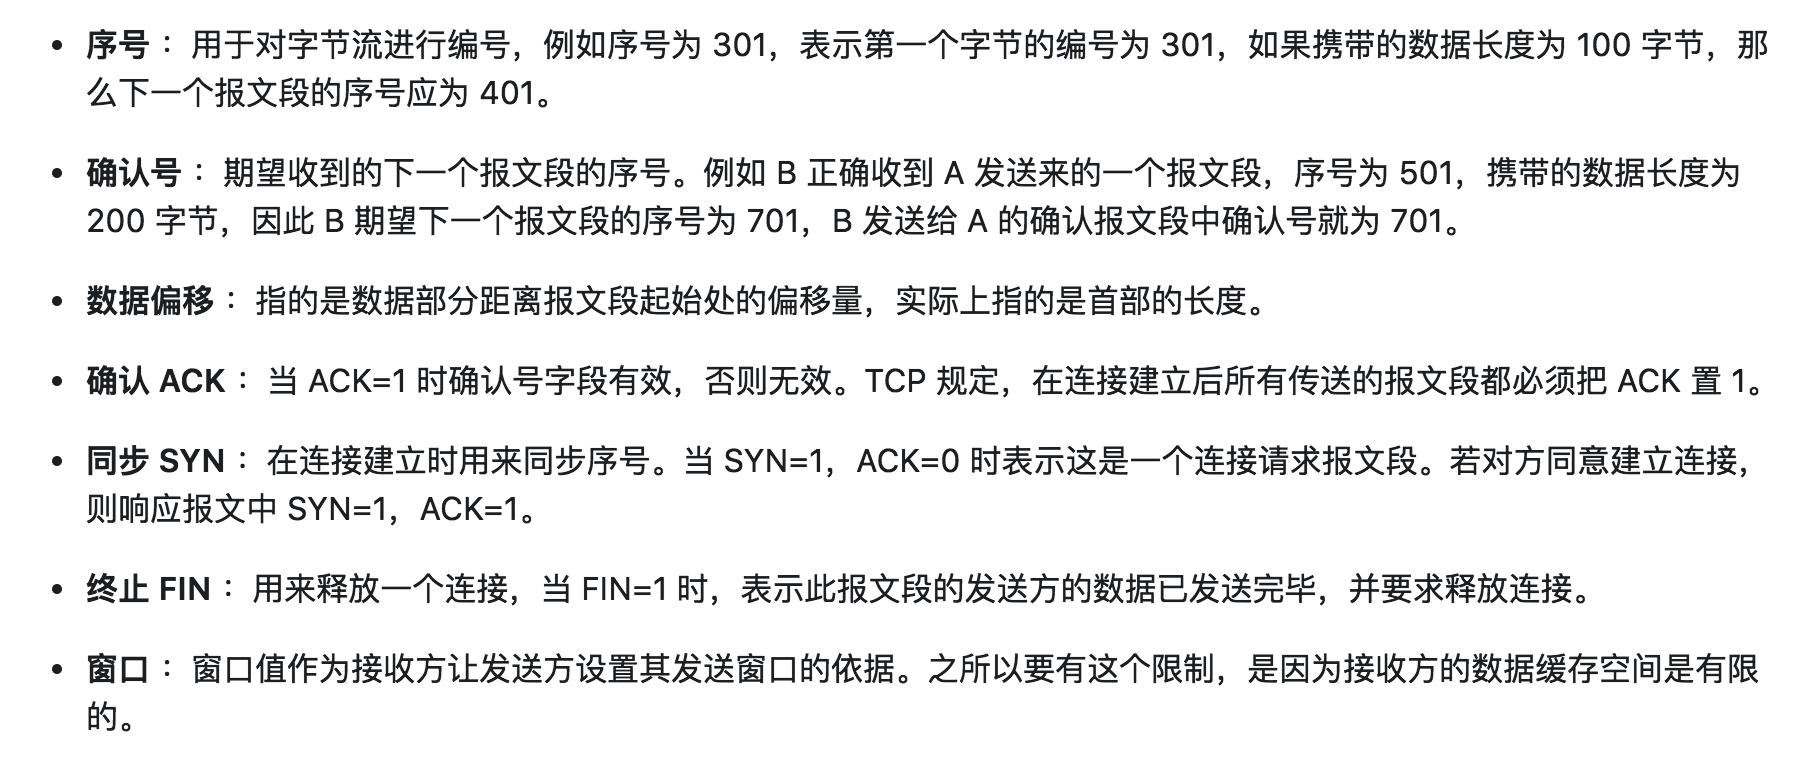 • 序号： 用于对字节流进行编号，例如序号为 301，表示第一个字节的编号为 301，如果携带的数据长度为 100 字节，那
么下一个报文段的序号应为 401。
• 确认号： 期望收到的下一个报文段的序号。例如 B 正确收到 A 发送来的一个报文段，序号为 501，携带的数据长度为
200 字节，因此 B 期望下一个报文段的序号为 701，B 发送给 A 的确认报文段中确认号就为 701。
• 数据偏移： 指的是数据部分距离报文段起始处的偏移量，实际上指的是首部的长度。
• 确认 ACK： 当 ACK=1 时确认号字段有效，否则无效。TCP 规定，在连接建立后所有传送的报文段都必须把 ACK 置 1。
• 同步 SYN： 在连接建立时用来同步序号。当 SYN=1，ACK=0 时表示这是一个连接请求报文段。若对方同意建立连接，
则响应报文中 SYN=1，ACK=1。
• 终止 FIN： 用来释放一个连接，当 FIN=1 时，表示此报文段的发送方的数据已发送完毕，并要求释放连接。
• 窗口： 窗口值作为接收方让发送方设置其发送窗口的依据。之所以要有这个限制，是因为接收方的数据缓存空间是有限
的。